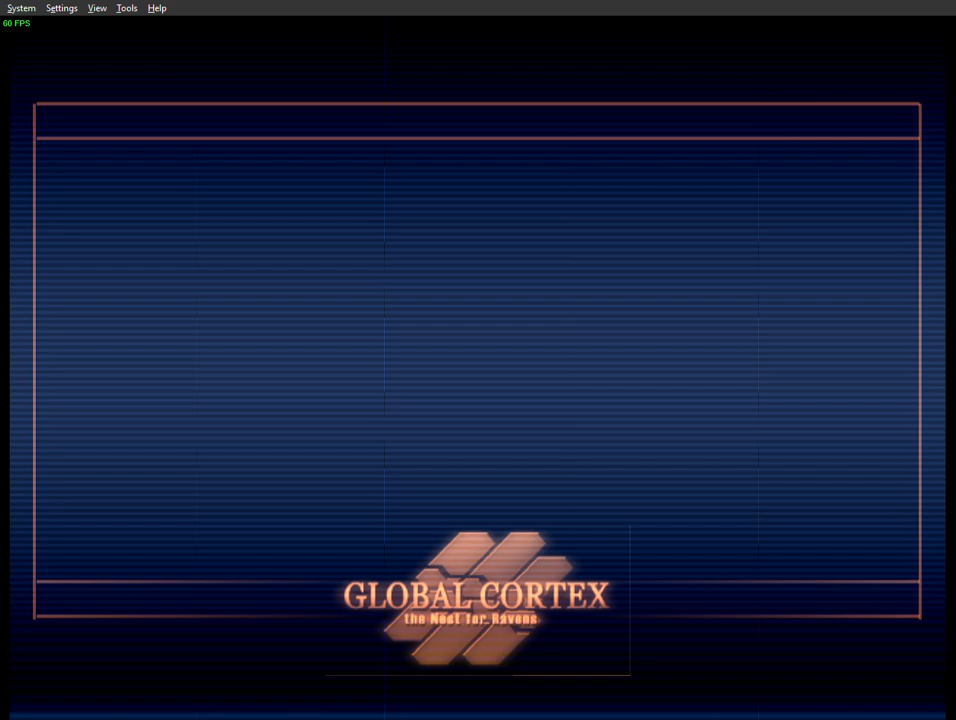 System Settings View Tools Help
60 FPS
GLOBAL CORTEX
the Nest for Ravens